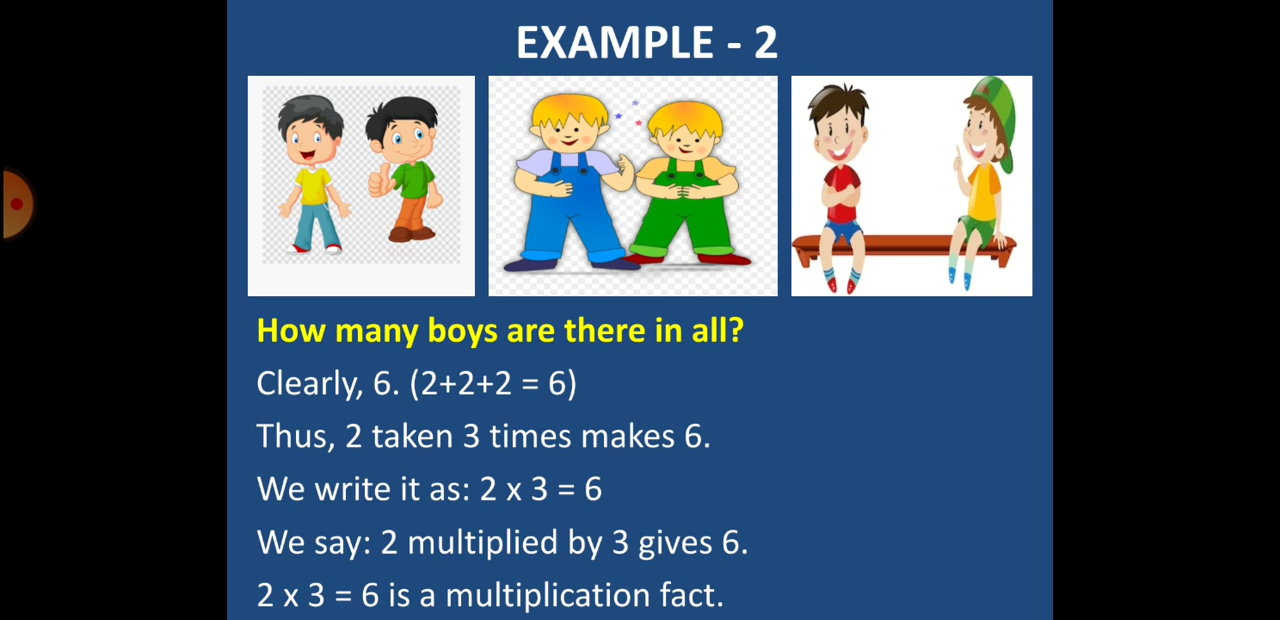 EXAMPLE - 2
How many boys are there in all?
Clearly, 6. (2+2+2 = 6)
Thus, 2 taken 3 times makes 6.
We write it as: 2 x 3 = 6
We say: 2 multiplied by 3 gives 6.
2 x 3 = 6 is a multiplication fact.